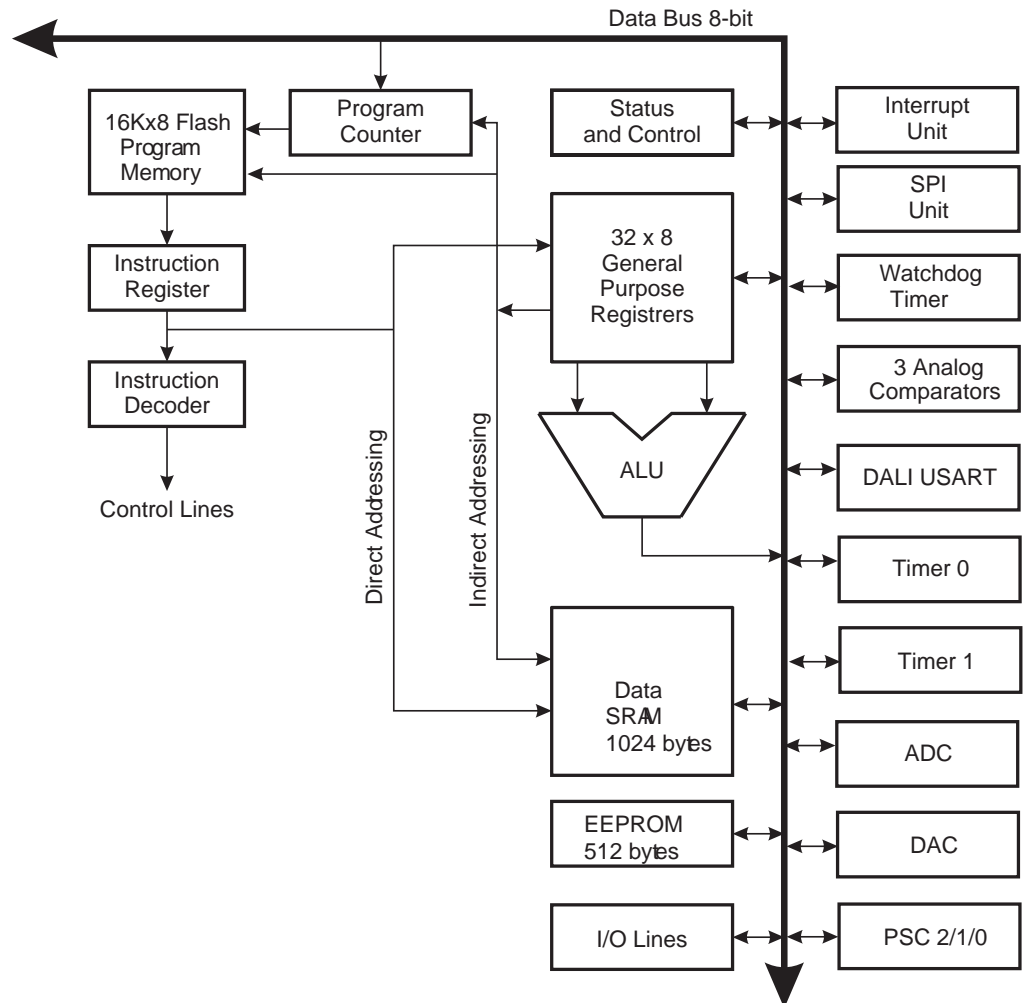 Data Bus 8-bit
16Kx8 Flash
Program
Memory
Program
Counter
Status
and Control
Interrupt
Unit
SPI
Unit
Instruction
Register
32 x 8
General
Purpose
Registrers
Watchdog
Timer
Instruction
Decoder
3 Analog
Comparators
Control Lines
Direct Addressing
Indirect Addressing
ALU
DALI USART
Timer 0
Timer 1
Data
SRAM
1024 bytes
ADC
EEPROM
512 bytes
DAC
I/O Lines
PSC 2/1/0